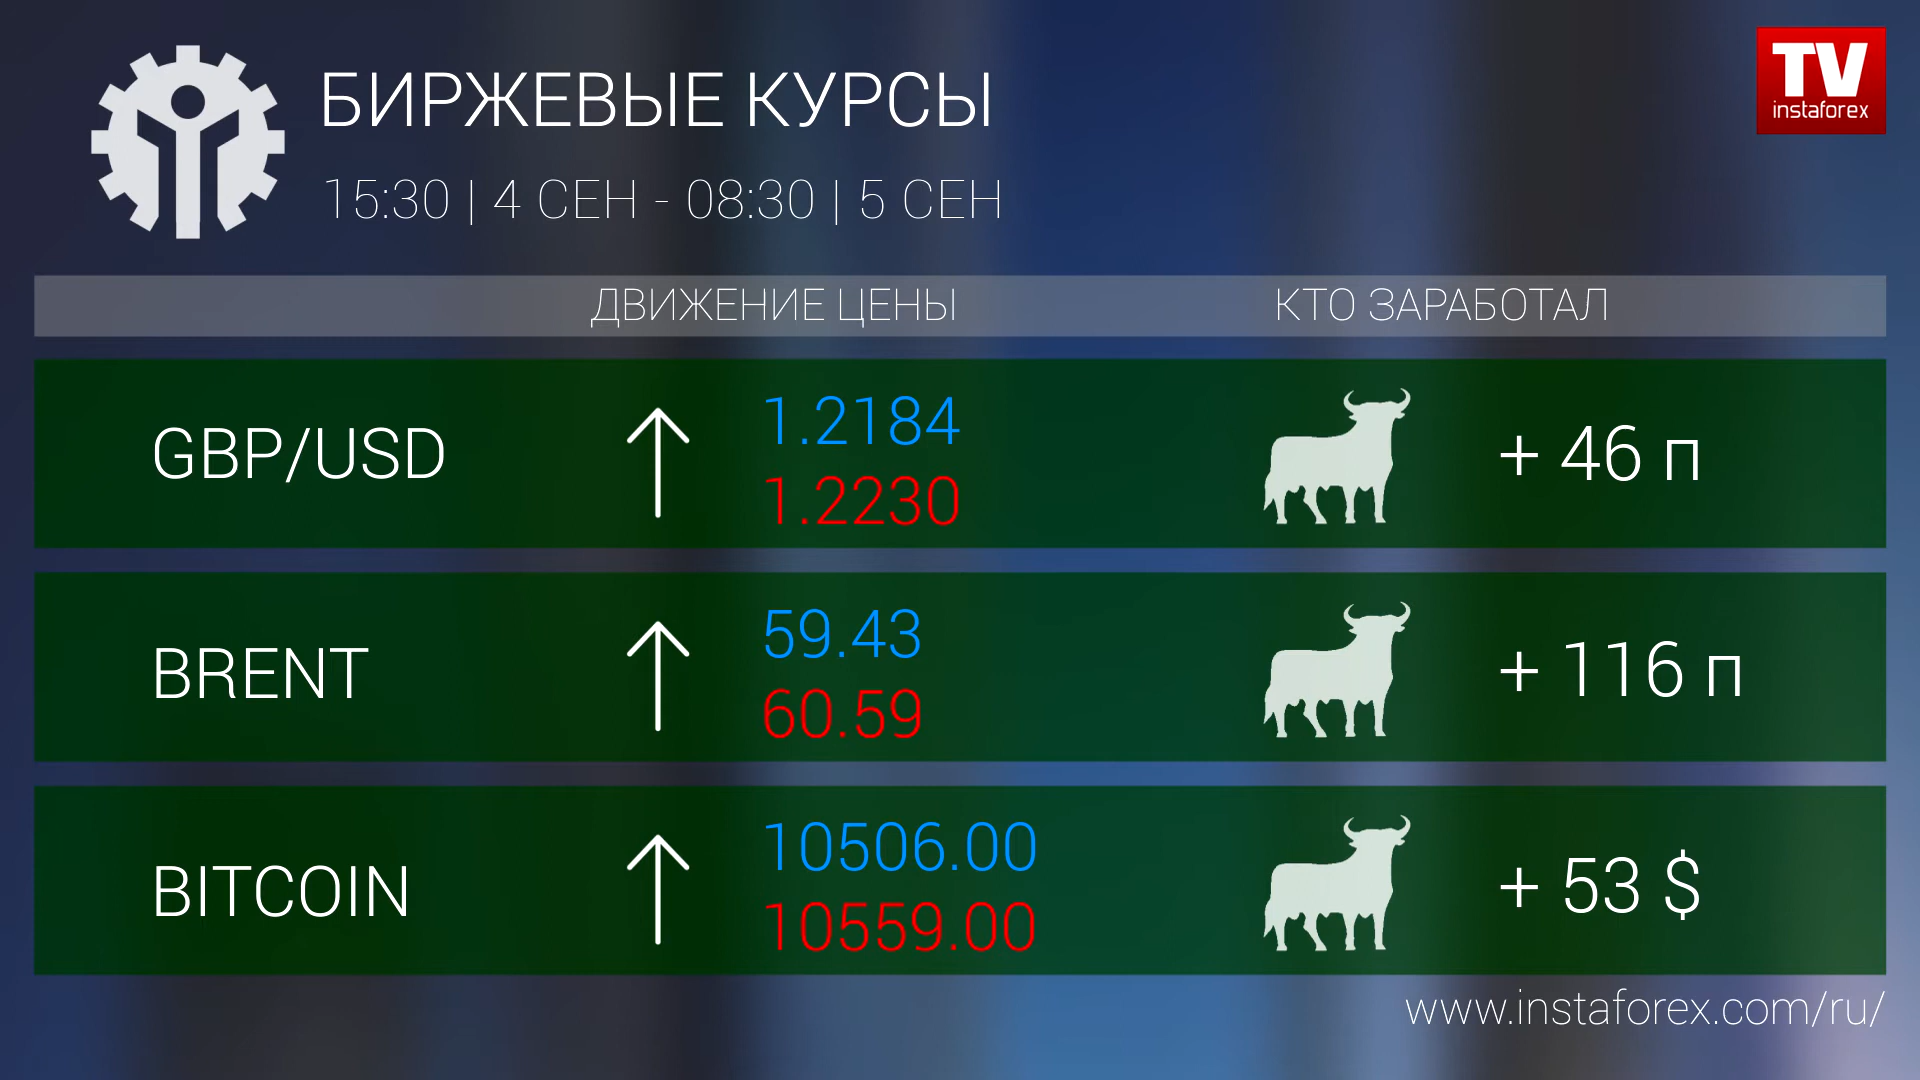 БИРЖЕВЫЕ КУРСЫ
15:30 | 4 СЕН - 08:30 | 5 СЕН
TV
instaforex
ДВИЖЕНИЕ ЦЕНЫ КТО ЗАРАБОТАЛ
GBP/USD 1.2184 + 46 п
1.2230
BRENT 59.43 + 116 п
60.59
BITCOIN 10506.00 + 53 $
10559.00
www.instaforex.com/ru/